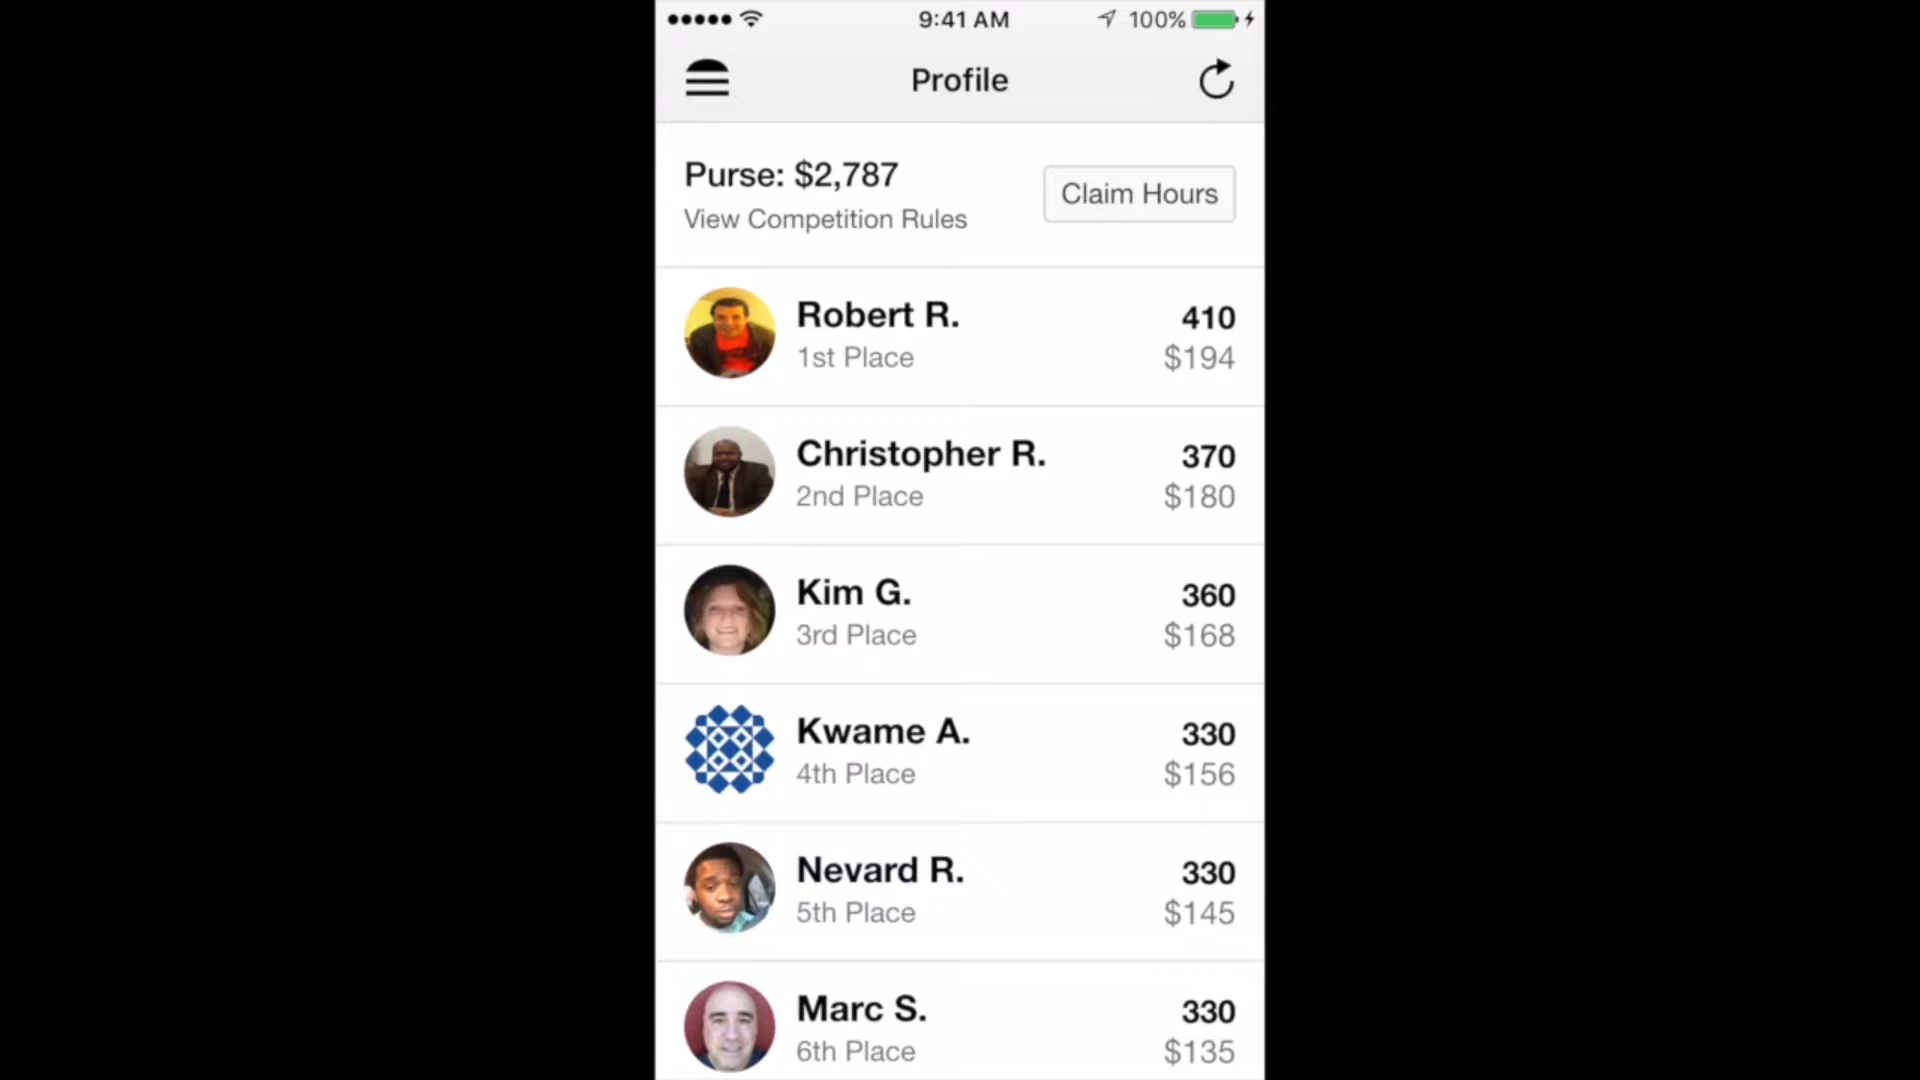 9:41 AM
100%
Profile
Purse: $2,787
View Competition Rules
Claim Hours
Robert R.
1st Place
410
$194
Christopher R.
2nd Place
370
$180
Kim G.
3rd Place
360
$168
Kwame A.
4th Place
330
$156
Nevard R.
5th Place
330
$145
Marc S.
6th Place
330
$135